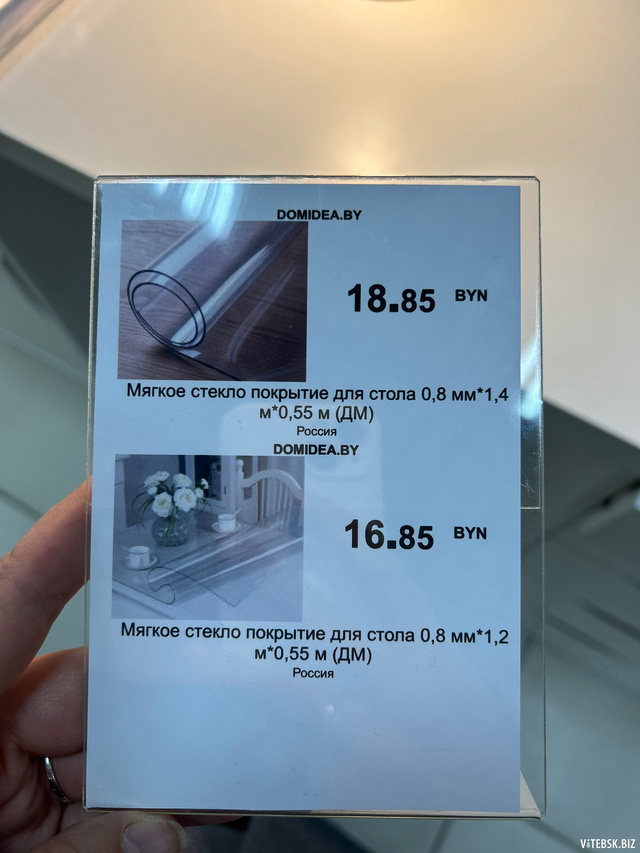 DOMIDEA.BY
18.85 BYN
Мягкое стекло покрытие для стола 0,8 мм*1,4
м*0,55 м (ДМ)
Россия
DOMIDEA.BY
16.85 BYN
Мягкое стекло покрытие для стола 0,8 мм*1,2
м*0,55 м (ДМ)
Россия
VITEBSK.BIZ